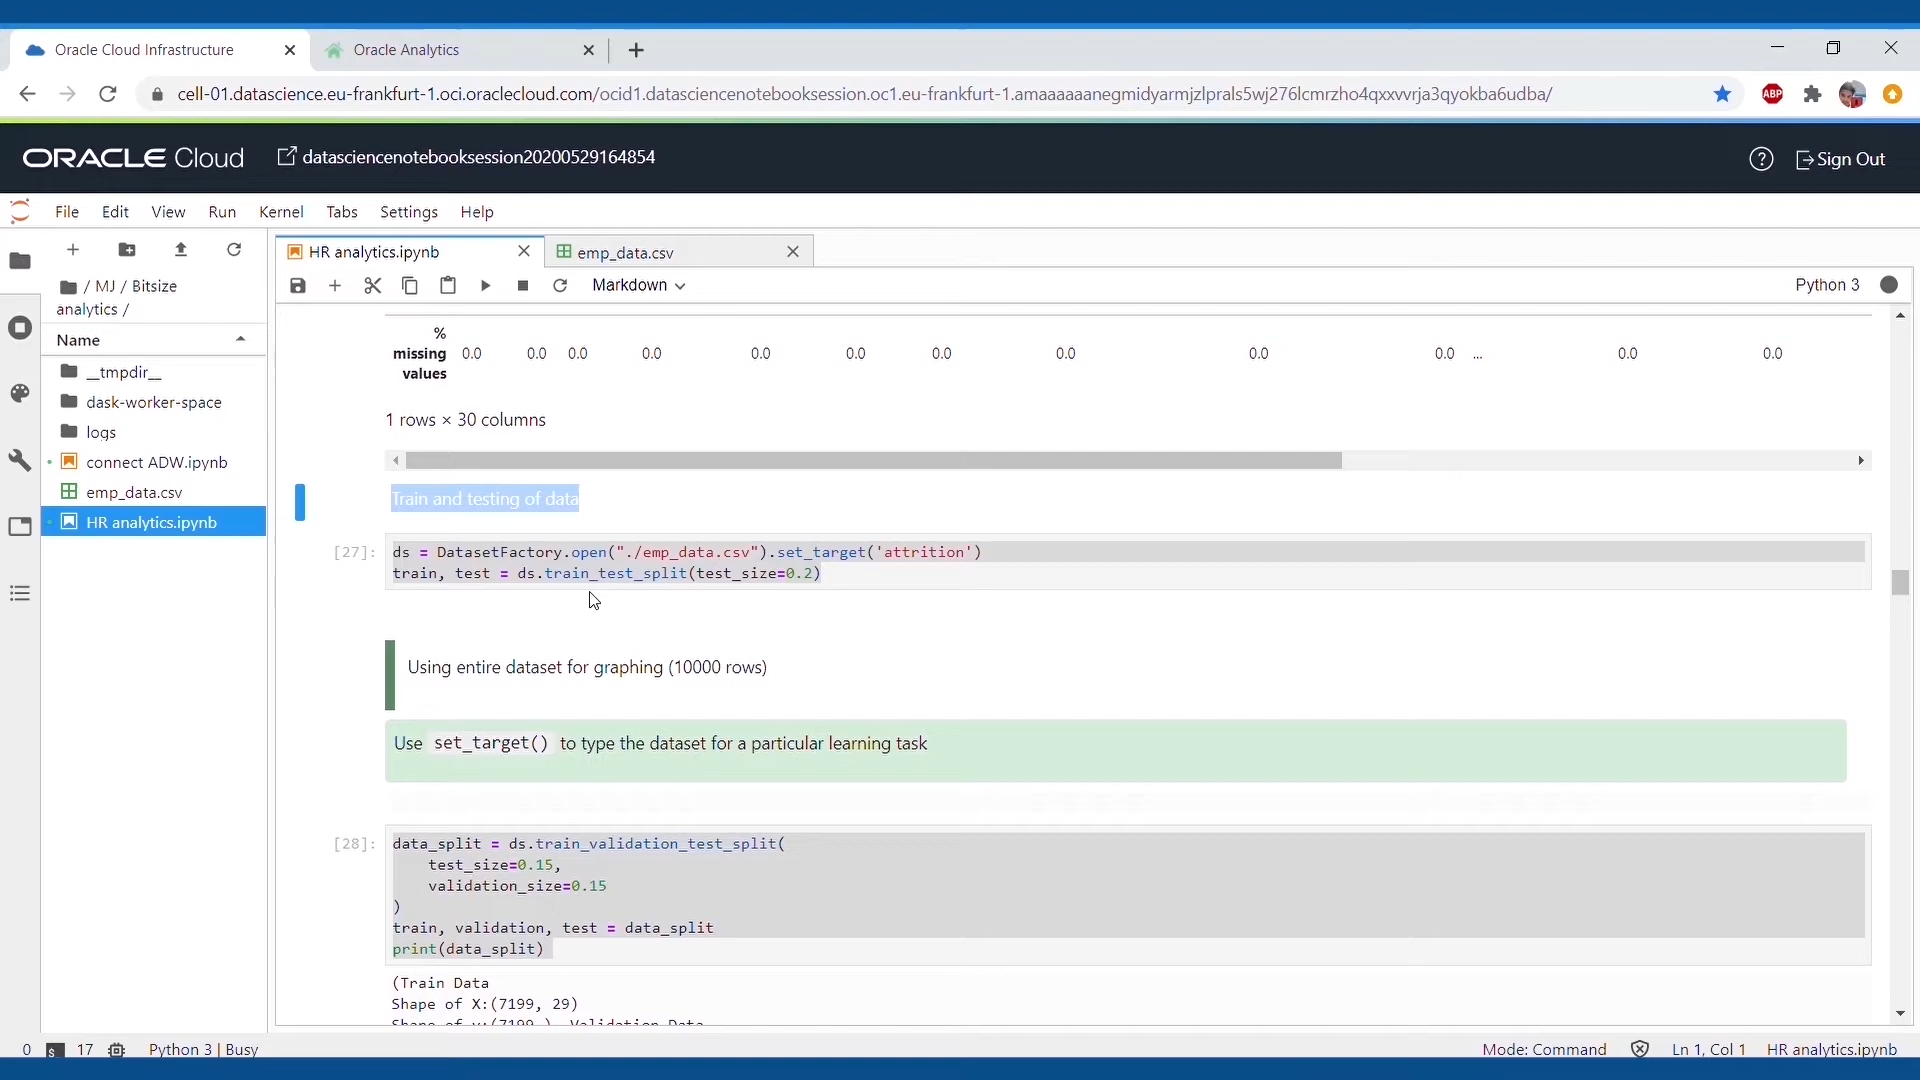 Oracle Cloud Infrastructure
Oracle Analytics
cell-01.datascience.eu-frankfurt-1.oci.oraclecloud.com/ocid1.datasciencenotebooksession.oc1.eu-frankfurt-1.amaaaaaanegmidyarmjzlprals5wj276lcmrzho4qxxvvrja3qyokba6udba/
ABP
ORACLE Cloud
datasciencenotebooksession20200529164854
Sign Out
File Edit View Run Kernel Tabs Settings Help
HR analytics.ipynb
emp_data.csv
/ MJ / Bitsize
analytics /
Markdown
Python 3
Name
__tmpdir__
dask-worker-space
logs
connect ADW.ipynb
emp_data.csv
HR analytics.ipynb
%
missing
values
0.0 0.0 0.0 0.0 0.0 0.0 0.0 0.0 0.0 0.0 ... 0.0 0.0
1 rows × 30 columns
Train and testing of data
[27]:
ds = DatasetFactory.open("./emp_data.csv").set_target('attrition')
train, test = ds.train_test_split(test_size=0.2)
Using entire dataset for graphing (10000 rows)
Use set_target() to type the dataset for a particular learning task
[28]:
data_split = ds.train_validation_test_split(
test_size=0.15,
validation_size=0.15
)
train, validation, test = data_split
print(data_split)
(Train Data
Shape of X:(7199, 29)
Shape of y:(7199,), Validation Data
0 17 Python 3 | Busy
Mode: Command Ln 1, Col 1 HR analytics.ipynb